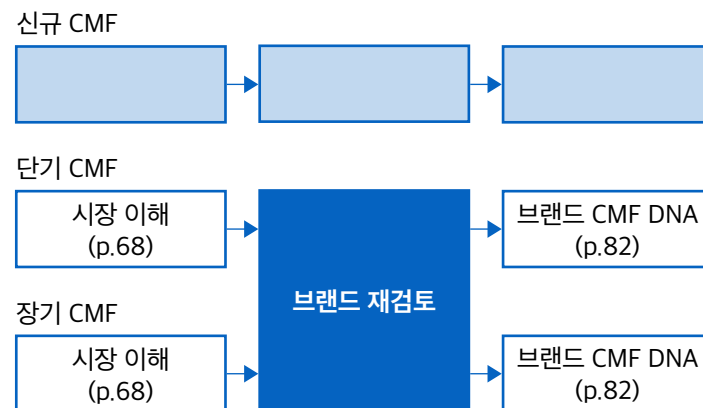 신규 CMF
단기 CMF
시장 이해
(p.68)
브랜드 CMF DNA
(p.82)
브랜드 재검토
장기 CMF
시장 이해
(p.68)
브랜드 CMF DNA
(p.82)